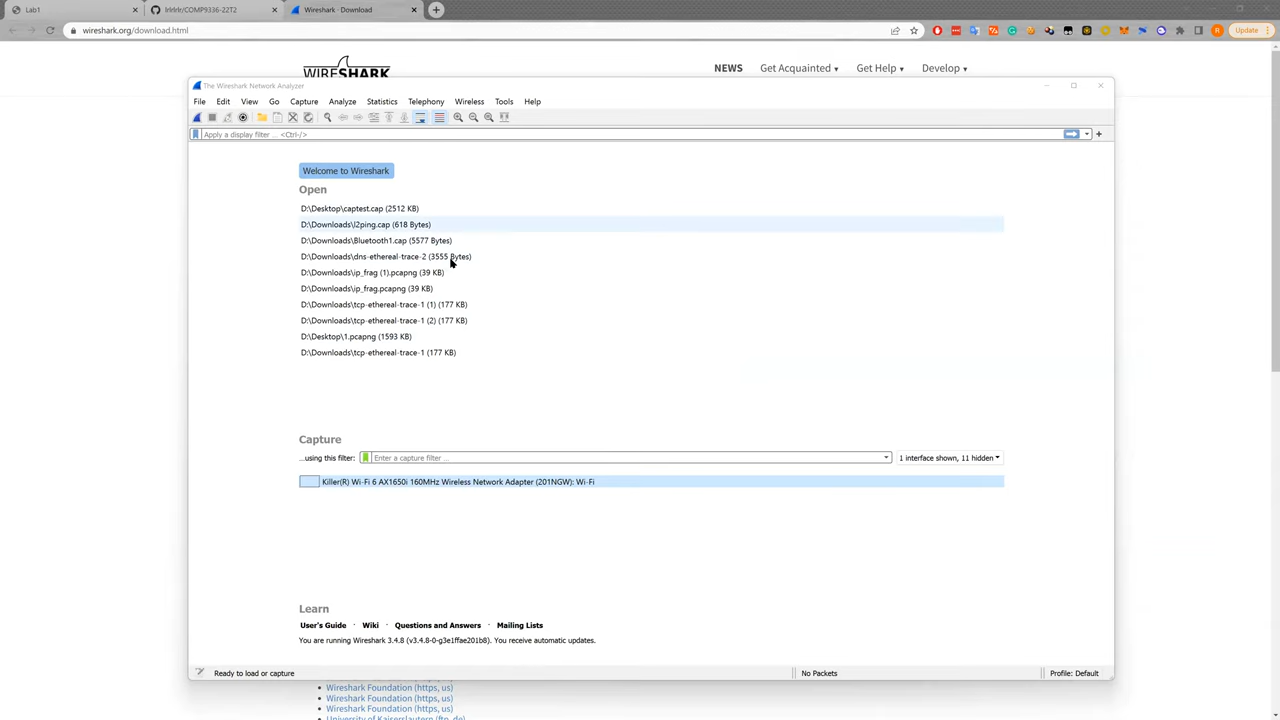 Lab1
lrlrlrlr/COMP9336-22T2
Wireshark · Download
wireshark.org/download.html
R
Update
WIRESHARK
NEWS
Get Acquainted
Get Help
Develop
The Wireshark Network Analyzer
File Edit View Go Capture Analyze Statistics Telephony Wireless Tools Help
Apply a display filter ... <Ctrl-/>
Welcome to Wireshark
Open
D:\Desktop\captest.cap (2512 KB)
D:\Downloads\l2ping.cap (618 Bytes)
D:\Downloads\Bluetooth1.cap (5577 Bytes)
D:\Downloads\dns-ethereal-trace-2 (3555 Bytes)
D:\Downloads\ip_frag (1).pcapng (39 KB)
D:\Downloads\ip_frag.pcapng (39 KB)
D:\Downloads\tcp-ethereal-trace-1 (1) (177 KB)
D:\Downloads\tcp-ethereal-trace-1 (2) (177 KB)
D:\Desktop\1.pcapng (1593 KB)
D:\Downloads\tcp-ethereal-trace-1 (177 KB)
Capture
...using this filter: Enter a capture filter ... 1 interface shown, 11 hidden
Killer(R) Wi-Fi 6 AX1650i 160MHz Wireless Network Adapter (201NGW): Wi-Fi
Learn
User's Guide · Wiki · Questions and Answers · Mailing Lists
You are running Wireshark 3.4.8 (v3.4.8-0-g3e1ffae201b8). You receive automatic updates.
Ready to load or capture No Packets Profile: Default
Wireshark Foundation (https, us)
Wireshark Foundation (https, us)
Wireshark Foundation (https, us)
University of Kaiserslautern (ftp, de)